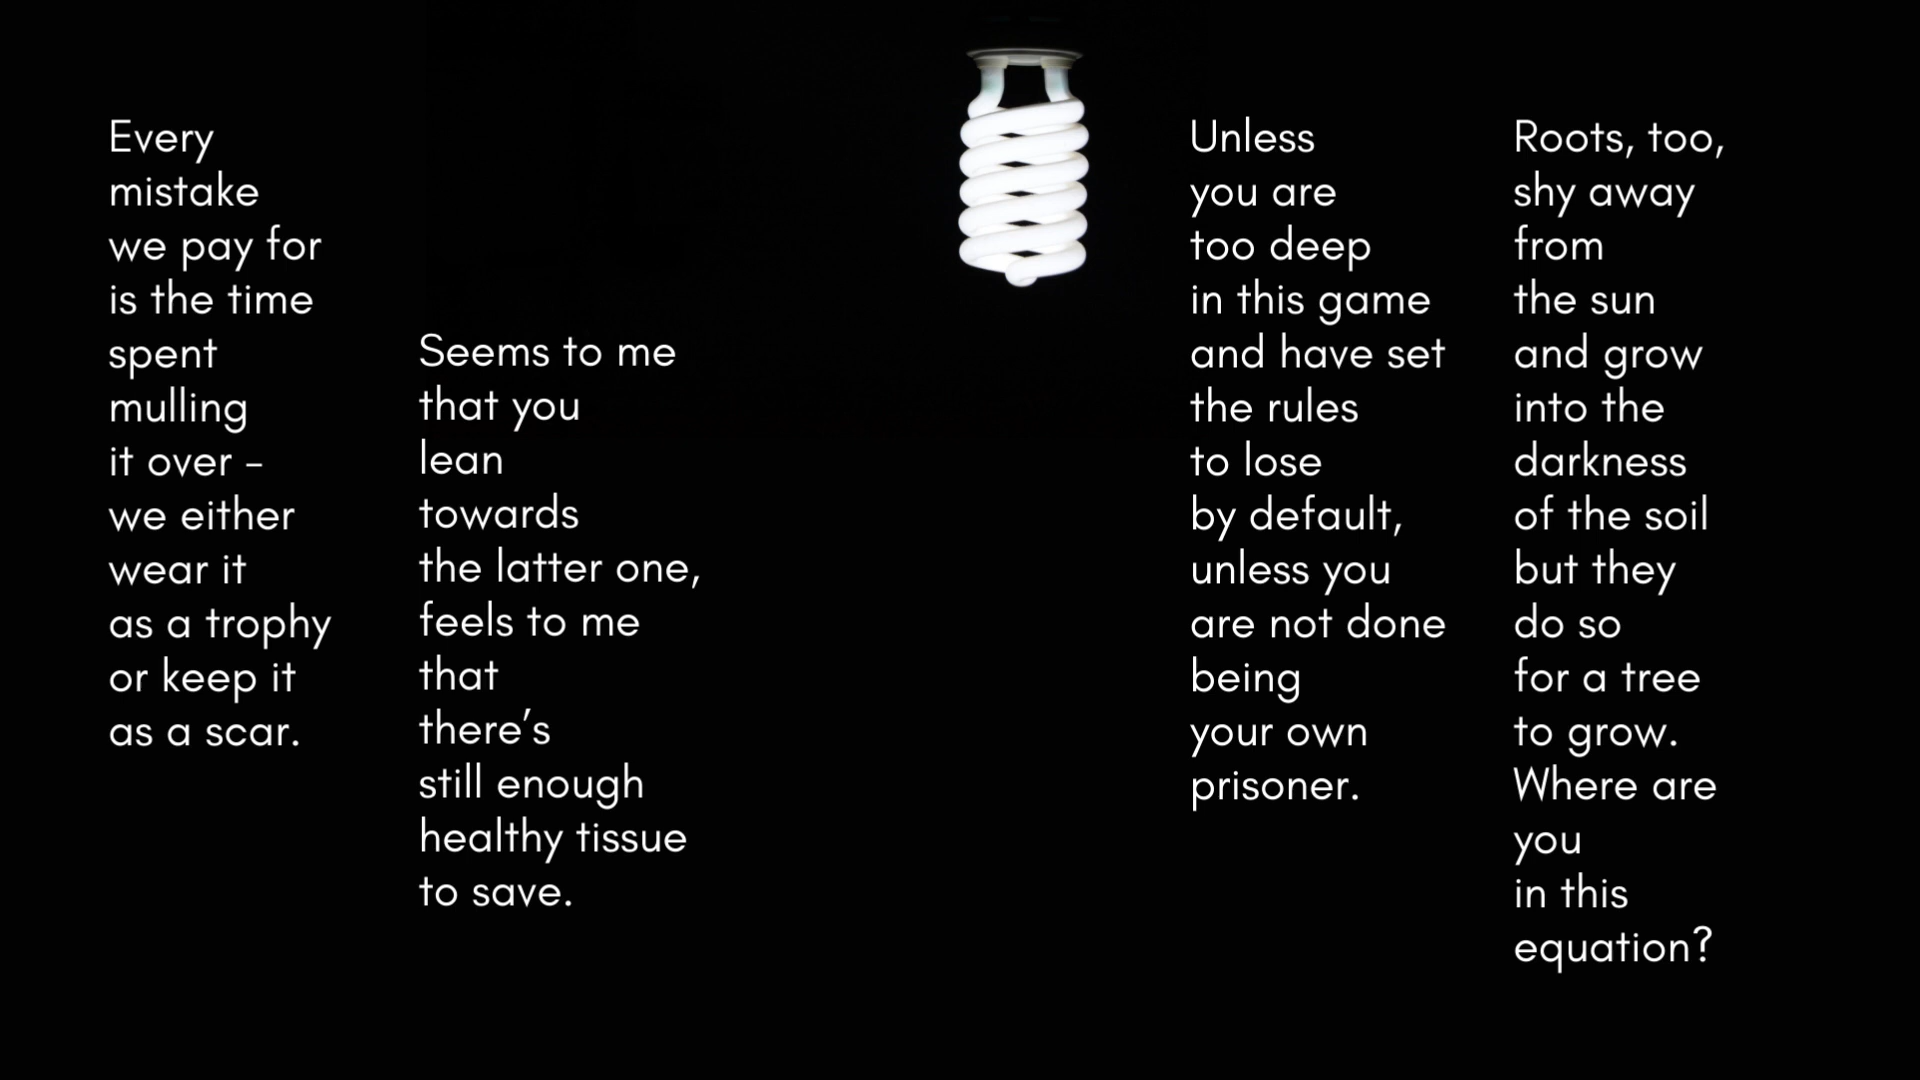 Every
mistake
we pay for
is the time
spent
mulling
it over –
we either
wear it
as a trophy
or keep it
as a scar.
Seems to me
that you
lean
towards
the latter one,
feels to me
that
there’s
still enough
healthy tissue
to save.
Unless
you are
too deep
in this game
and have set
the rules
to lose
by default,
unless you
are not done
being
your own
prisoner.
Roots, too,
shy away
from
the sun
and grow
into the
darkness
of the soil
but they
do so
for a tree
to grow.
Where are
you
in this
equation?